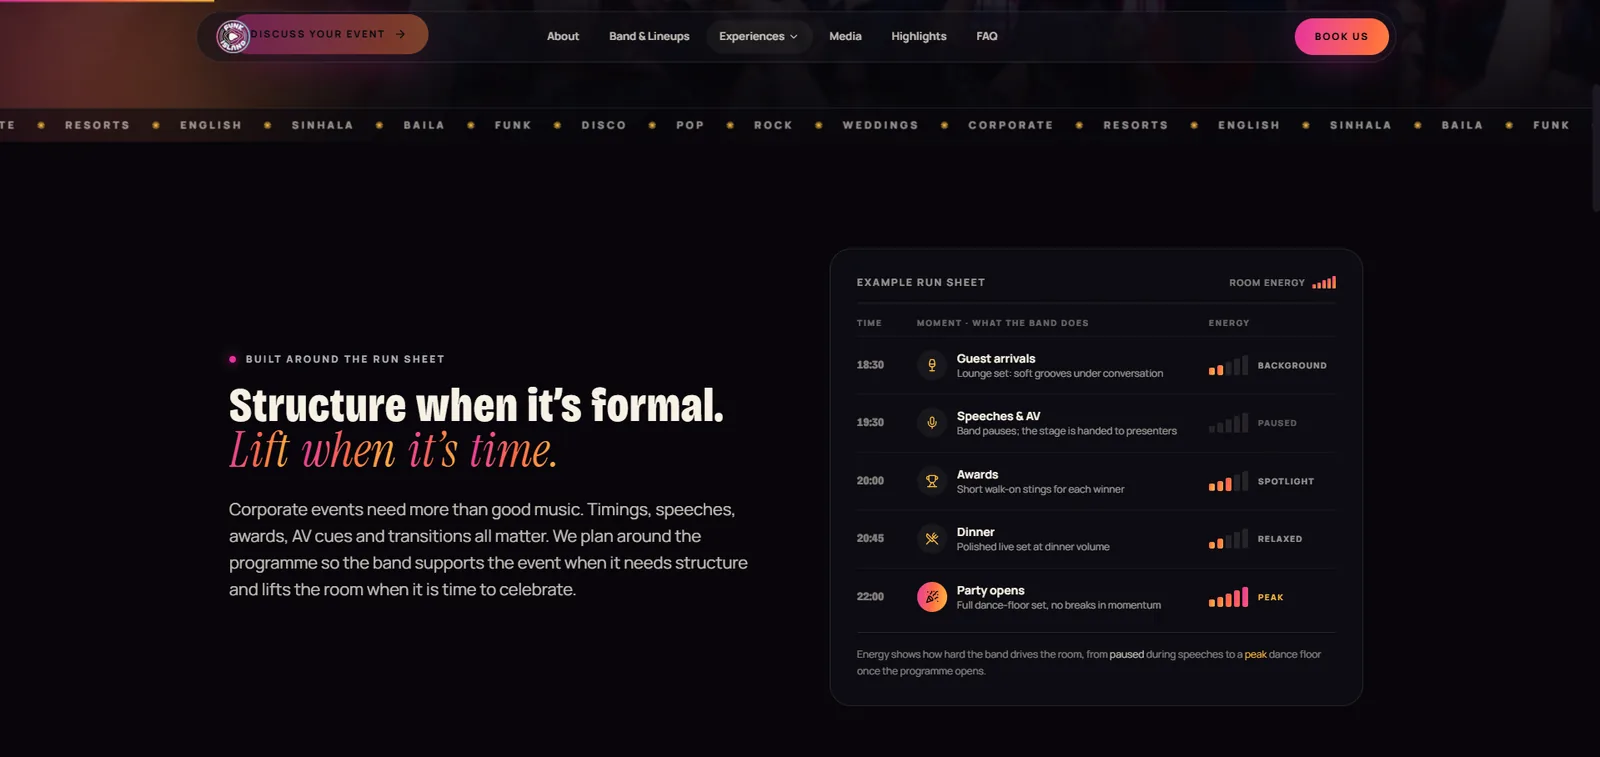 FUNK ISLAND
DISCUSS YOUR EVENT →
About
Band & Lineups
Experiences
Media
Highlights
FAQ
BOOK US
TE • RESORTS • ENGLISH • SINHALA • BAILA • FUNK • DISCO • POP • ROCK • WEDDINGS • CORPORATE • RESORTS • ENGLISH • SINHALA • BAILA • FUNK
BUILT AROUND THE RUN SHEET
Structure when it’s formal.
Lift when it’s time.
Corporate events need more than good music. Timings, speeches,
awards, AV cues and transitions all matter. We plan around the
programme so the band supports the event when it needs structure
and lifts the room when it is time to celebrate.
EXAMPLE RUN SHEET
ROOM ENERGY
TIME
MOMENT · WHAT THE BAND DOES
ENERGY
18:30
Guest arrivals
Lounge set: soft grooves under conversation
BACKGROUND
19:30
Speeches & AV
Band pauses; the stage is handed to presenters
PAUSED
20:00
Awards
Short walk-on stings for each winner
SPOTLIGHT
20:45
Dinner
Polished live set at dinner volume
RELAXED
22:00
Party opens
Full dance-floor set, no breaks in momentum
PEAK
Energy shows how hard the band drives the room, from paused during speeches to a peak dance floor
once the programme opens.